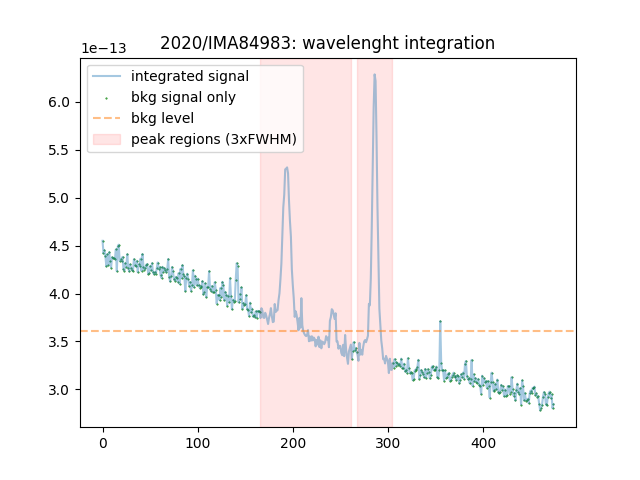 2020/IMA84983: wavelenght integration
1e−13
integrated signal
bkg signal only
bkg level
peak regions (3xFWHM)
6.0
5.5
5.0
4.5
4.0
3.5
3.0
0 100 200 300 400